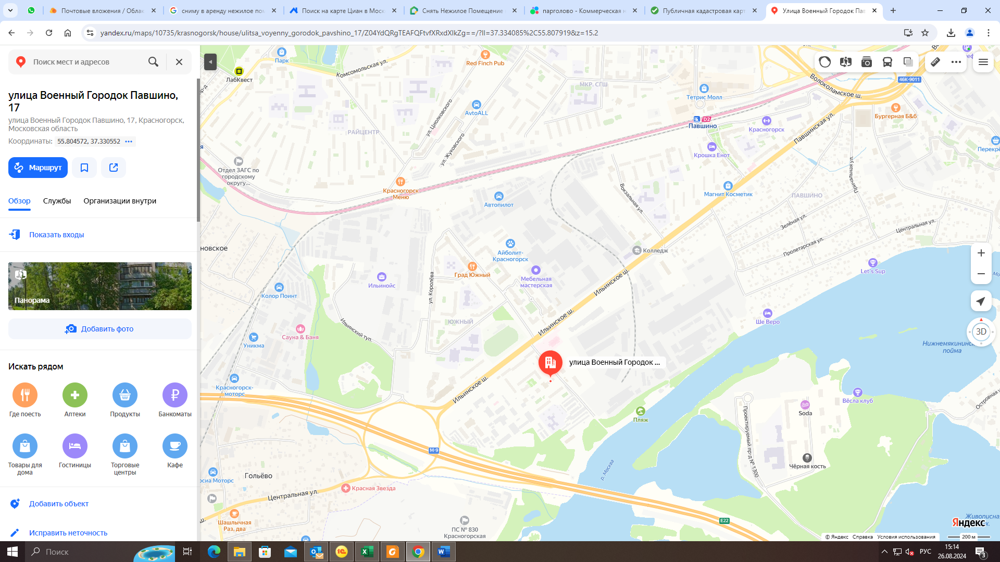 Почтовые вложения / Облак
сниму в аренду нежилое пом
Поиск на карте Циан в Моск
Снять Нежилое Помещение
парголово - Коммерческая н
Публичная кадастровая карт
Улица Военный Городок Пав
yandex.ru/maps/10735/krasnogorsk/house/ulitsa_voyenny_gorodok_pavshino_17/Z04YdQRgTEAFQFtvfXRxdXlkZg==/?ll=37.334085%2C55.807919&z=15.2
Поиск мест и адресов
улица Военный Городок Павшино,
17
улица Военный Городок Павшино, 17, Красногорск,
Московская область
Координаты: 55.804572, 37.330552
Маршрут
Обзор Службы Организации внутри
Показать входы
Панорама
Добавить фото
Искать рядом
Где поесть
Аптеки
Продукты
Банкоматы
Товары для
дома
Гостиницы
Торговые
центры
Кафе
Добавить объект
Исправить неточность
Парк
ЛабКвест
Комсомольская ул.
Red Finch Pub
МКР. СГШ
Тетрис Молл
Волоколамское ш.
46К-9011
AvtoALL
ул. Циолковского
РАЙЦЕНТР
ул. Жуковского
D2
Павшино
Красногорск
Павшинская ул.
Бургерная Б&б
Перекрё
Крошка Енот
Отдел ЗАГС по
городскому
округу...
Красногорск
Меню
Автопилот
Вокзальная ул.
Магнит Косметик
ПАВШИНО
Прительная ул.
Зелёная ул.
Центральная ул.
Пролетарская ул.
новское
Айболит-
Красногорск
Колледж
Let's Sup
Град Южный
Мебельная
мастерская
Ильинойс
ул. Королёва
Колор Поинт
Ильинское ш.
Ильинское ш.
ЮЖНЫЙ
Ше Веро
Сауна & Баня
Ильинский туп.
Уникма
3D
Нижнемякининск
пойма
улица Военный Городок ...
Красногорск-
моторс
Ильинское ш.
Вёсла клуб
Островная у
Soda
Пляж
Проектируемый пр-д № 1300
М-9
Чёрная кость
р. Москва
рсиа Моторс
Гольёво
Красная Звезда
Центральная ул.
Шашлычная
Раз, два
ПС № 830
Красногорская
E22
Живописна
Яндекс
© Яндекс Справка Условия использования
200 м
Поиск
РУС
15:14
26.08.2024
3